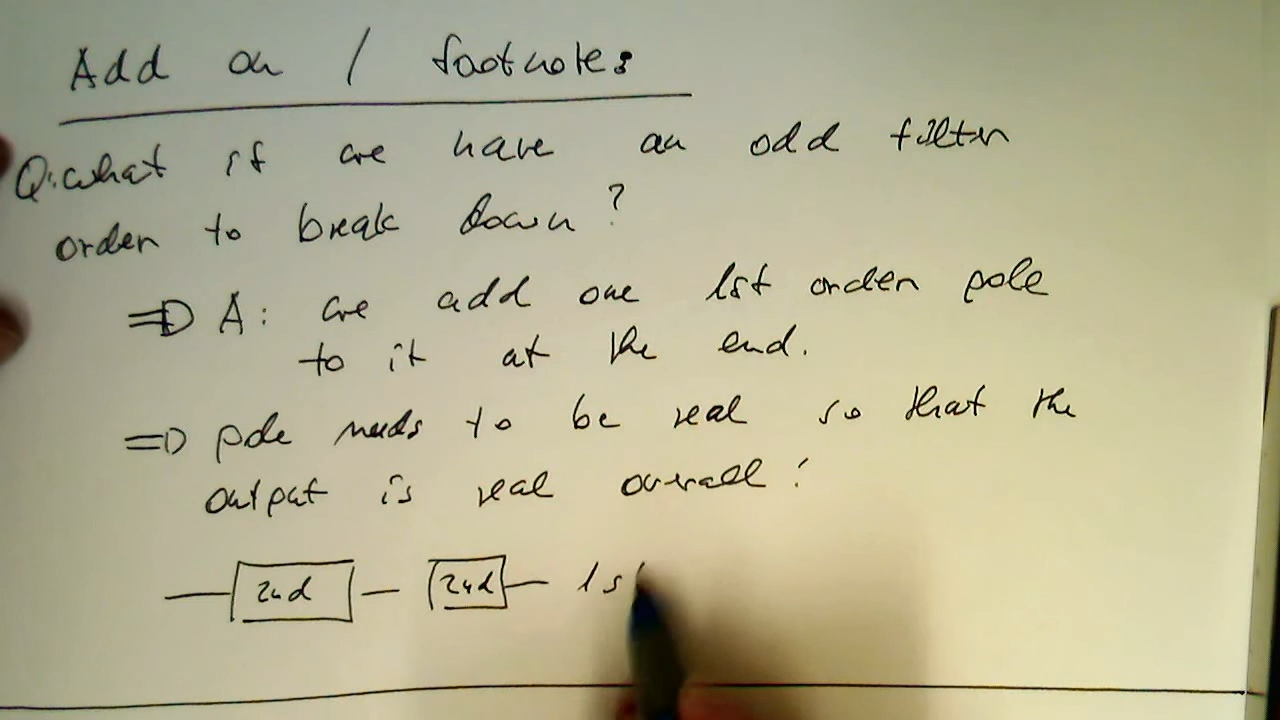 Add on / footnote:
Q: what if we have an odd filter
order to break down?
⇒ A: we add one 1st order pole
to it at the end.
⇒ pole needs to be real so that the
output is real overall!
2nd 2nd 1st